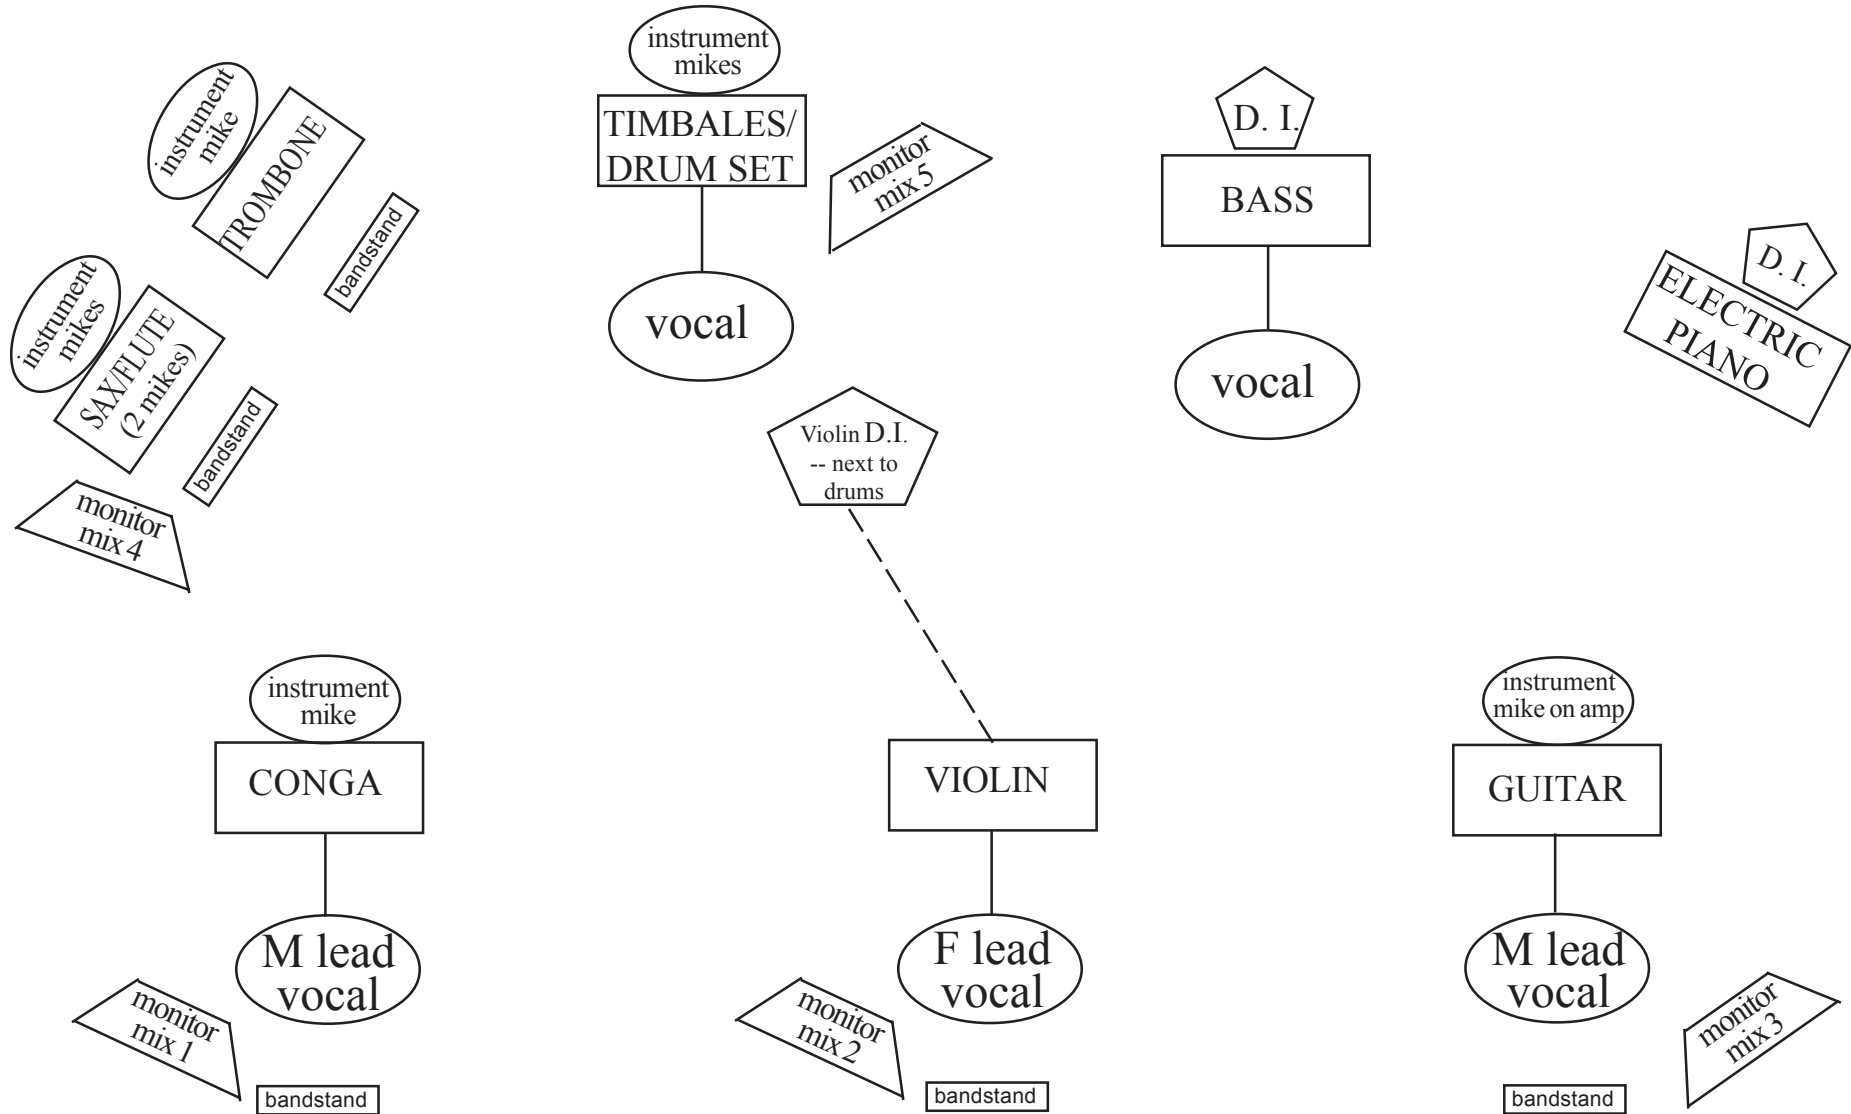 instrument
mikes
TIMBALES/
DRUM SET
monitor
mix 5
vocal
instrument
mike
TROMBONE
bandstand
instrument
mikes
SAX/FLUTE
(2 mikes)
bandstand
monitor
mix 4
D. I.
BASS
vocal
D. I.
ELECTRIC
PIANO
Violin D.I.
-- next to
drums
instrument
mike
CONGA
M lead
vocal
monitor
mix 1
bandstand
VIOLIN
F lead
vocal
monitor
mix 2
bandstand
instrument
mike on amp
GUITAR
M lead
vocal
monitor
mix 3
bandstand